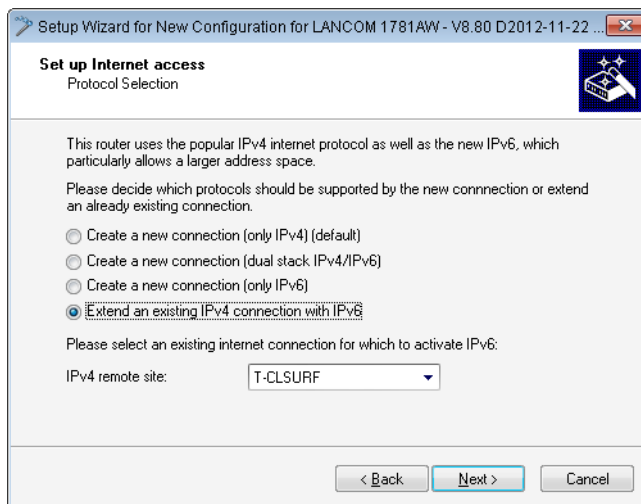 Setup Wizard for New Configuration for LANCOM 1781AW - V8.80 D2012-11-22 ...
Set up Internet access
Protocol Selection
This router uses the popular IPv4 internet protocol as well as the new IPv6, which
particularly allows a larger address space.
Please decide which protocols should be supported by the new connnection or extend
an already existing connection.
Create a new connection (only IPv4) (default)
Create a new connection (dual stack IPv4/IPv6)
Create a new connection (only IPv6)
Extend an existing IPv4 connection with IPv6
Please select an existing internet connection for which to activate IPv6:
IPv4 remote site: T-CLSURF
< Back Next > Cancel